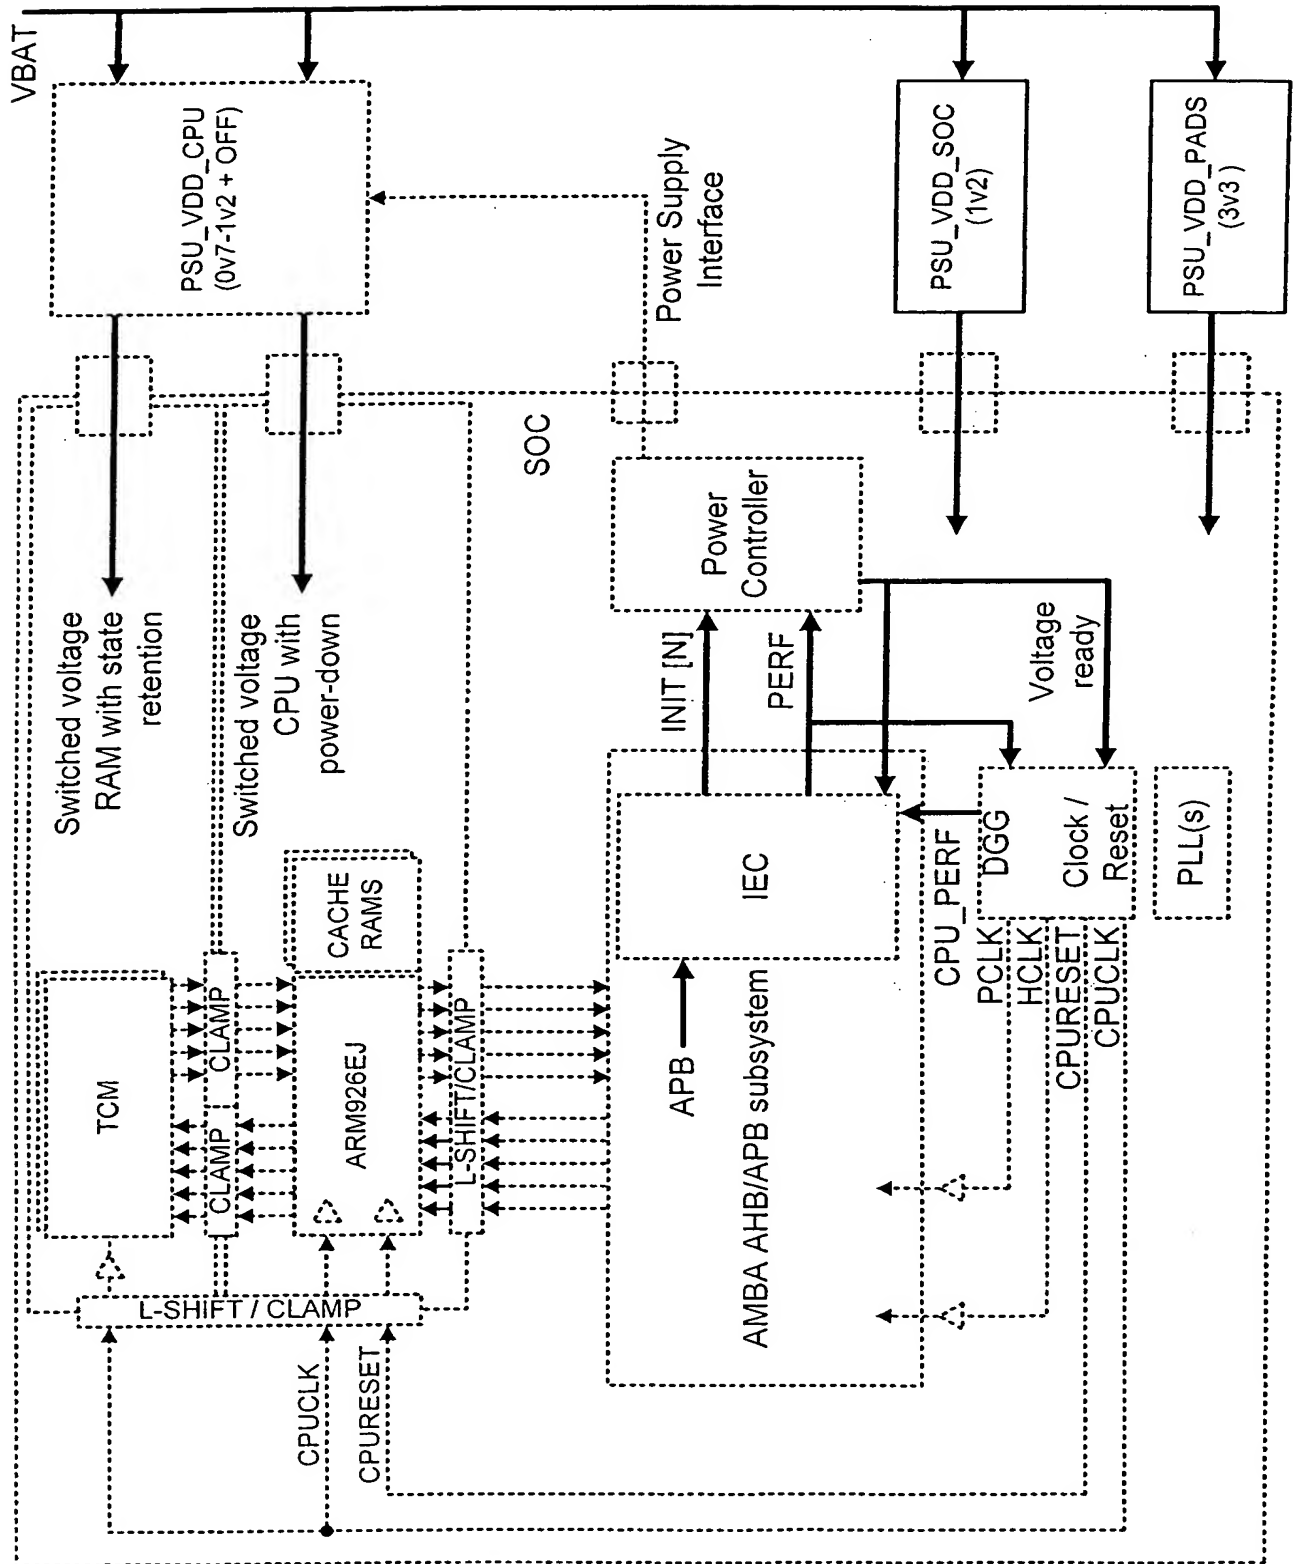 VBAT
PSU_VDD_CPU
(0v7-1v2 + OFF)
PSU_VDD_SOC
(1v2)
PSU_VDD_PADS
(3v3 )
Power Supply
Interface
SOC
Switched voltage
RAM with state
retention
Switched voltage
CPU with
power-down
Power
Controller
INIT [N]
PERF
Voltage
ready
TCM
CLAMP
CLAMP
CACHE
RAMS
ARM926EJ
L-SHIFT/CLAMP
L-SHIFT / CLAMP
IEC
APB
AMBA AHB/APB subsystem
CPU_PERF
DGG
Clock /
Reset
PLL(s)
PCLK
HCLK
CPURESET
CPUCLK
CPUCLK
CPURESET